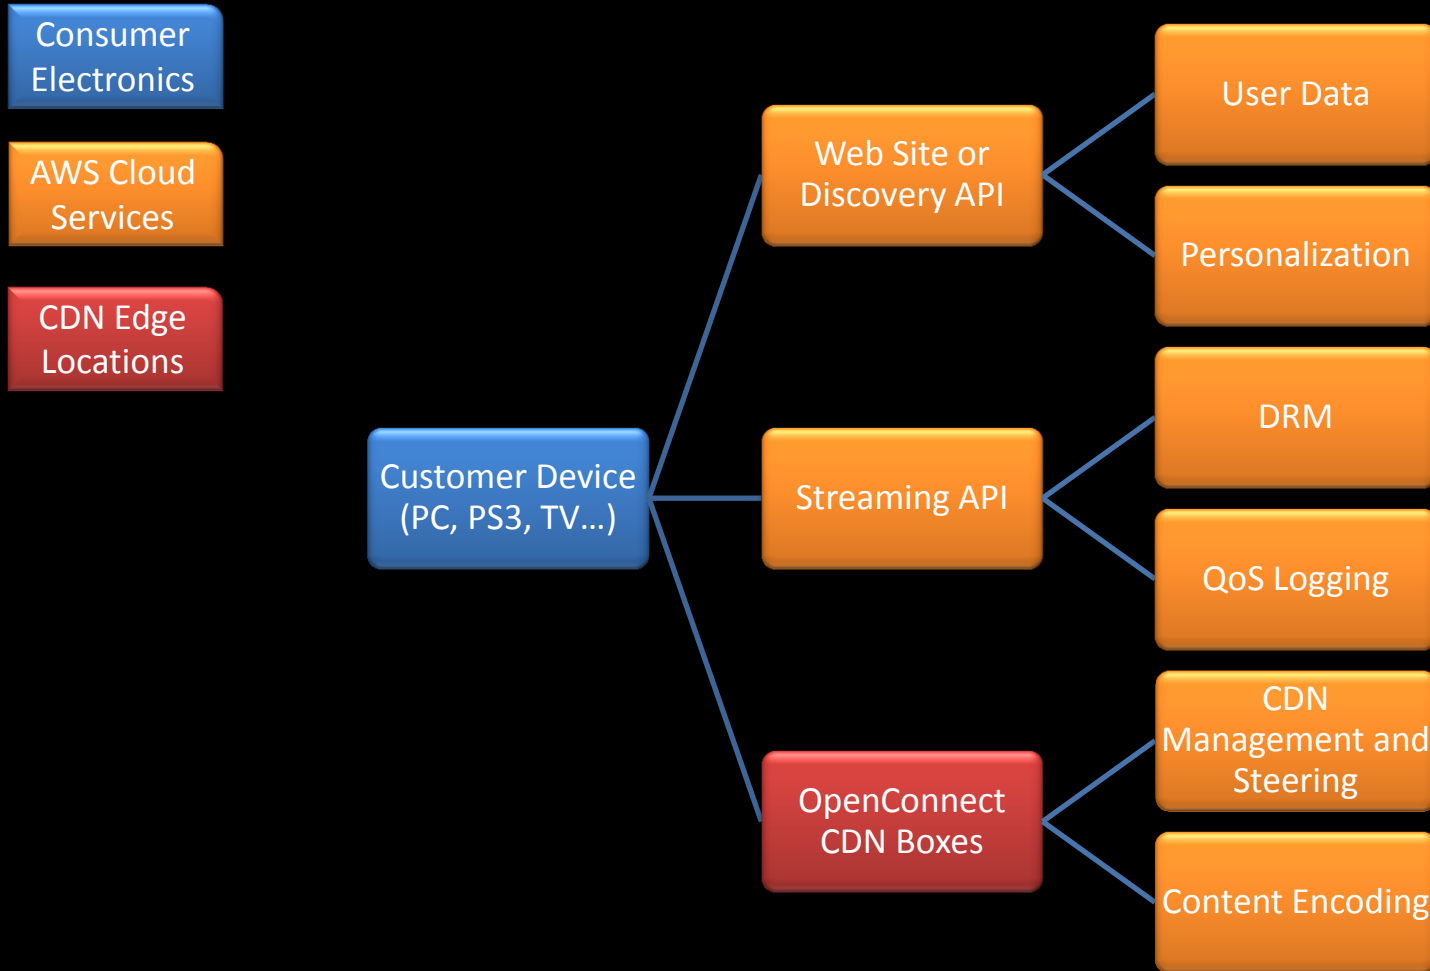 Consumer
Electronics
AWS Cloud
Services
CDN Edge
Locations
Customer Device
(PC, PS3, TV…)
Web Site or
Discovery API
User Data
Personalization
Streaming API
DRM
QoS Logging
OpenConnect
CDN Boxes
CDN
Management and
Steering
Content Encoding